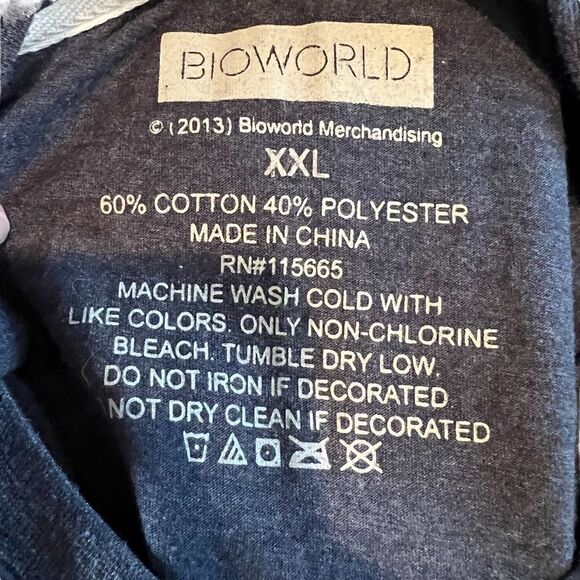 BIOWORLD
© (2013) Bioworld Merchandising
XXL
60% COTTON 40% POLYESTER
MADE IN CHINA
RN#115665
MACHINE WASH COLD WITH
LIKE COLORS. ONLY NON-CHLORINE
BLEACH. TUMBLE DRY LOW.
DO NOT IRON IF DECORATED
NOT DRY CLEAN IF DECORATED